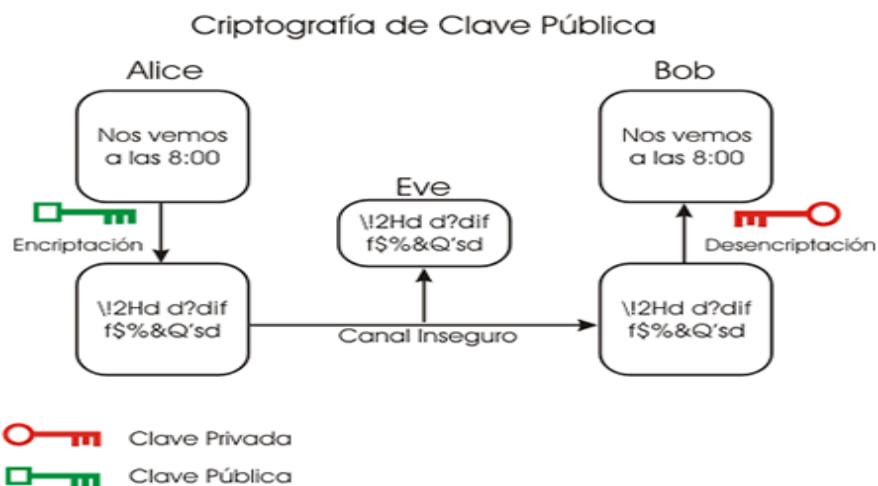 Criptografía de Clave Pública
Alice
Bob
Nos vemos
a las 8:00
Nos vemos
a las 8:00
Eve
\!2Hd d?dif
f$%&Q'sd
Encriptación
Desencriptación
\!2Hd d?dif
f$%&Q'sd
\!2Hd d?dif
f$%&Q'sd
Canal Inseguro
Clave Privada
Clave Pública